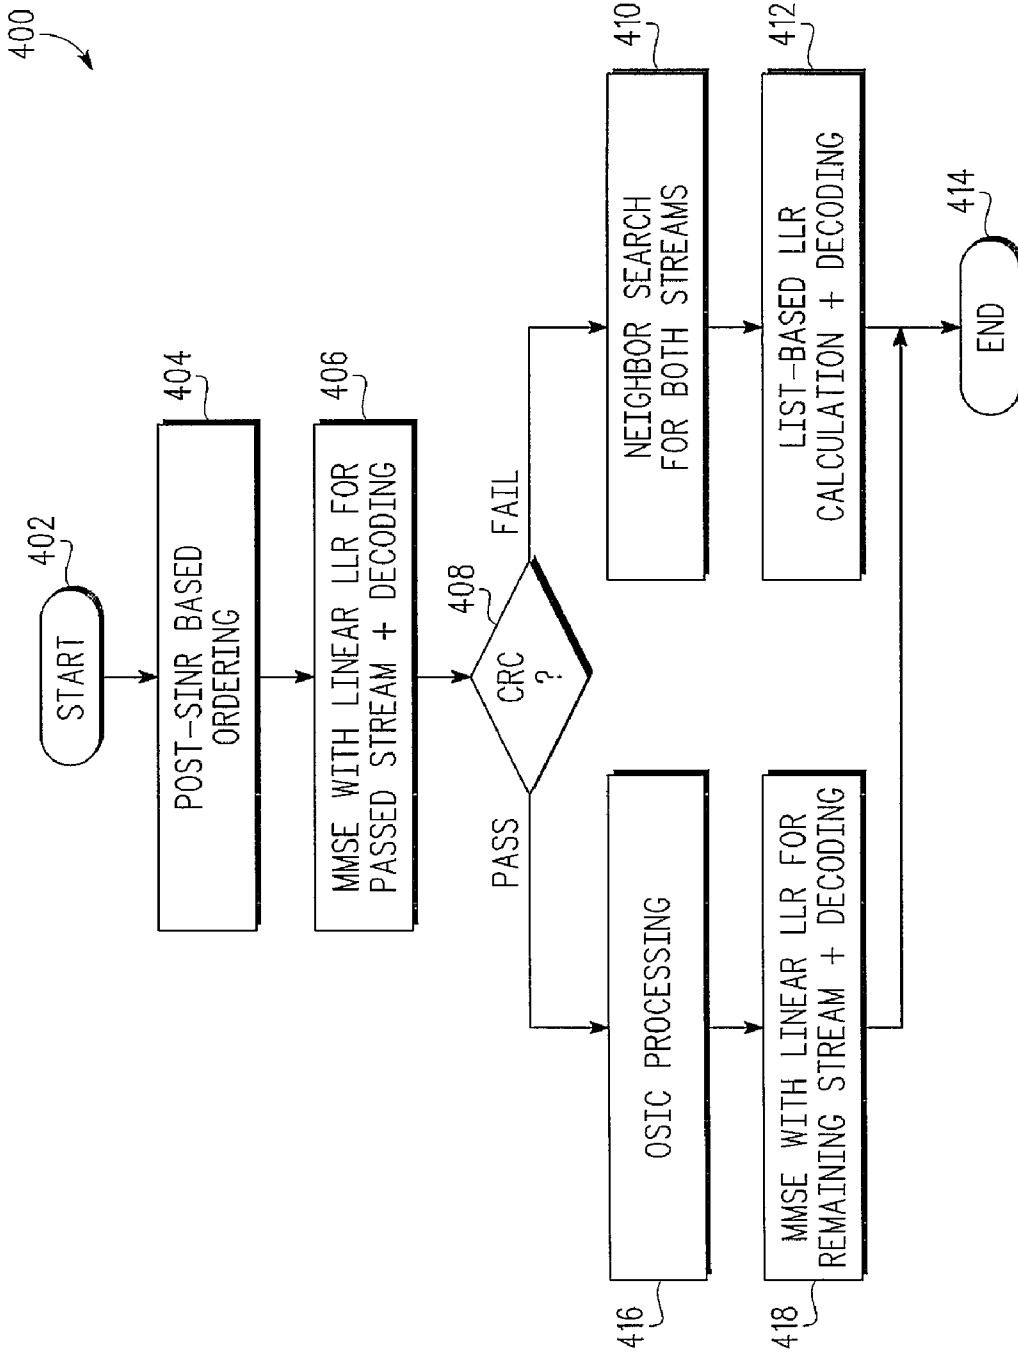 400
402
START
404
POST-SINR BASED
ORDERING
406
MMSE WITH LINEAR LLR FOR
PASSED STREAM + DECODING
408
CRC
?
PASS
FAIL
416
OSIC PROCESSING
418
MMSE WITH LINEAR LLR FOR
REMAINING STREAM + DECODING
410
NEIGHBOR SEARCH
FOR BOTH STREAMS
412
LIST-BASED LLR
CALCULATION + DECODING
414
END